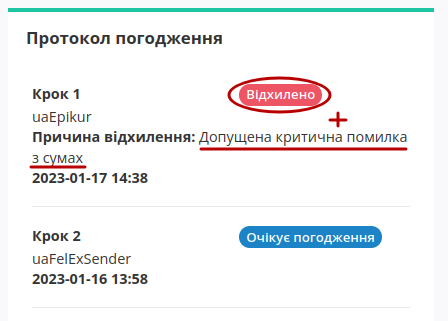 Протокол погодження
Крок 1
Відхилено
uaEpikur
Причина відхилення: Допущена критична помилка
з сумах
2023-01-17 14:38
Крок 2
Очікує погодження
uaFelExSender
2023-01-16 13:58